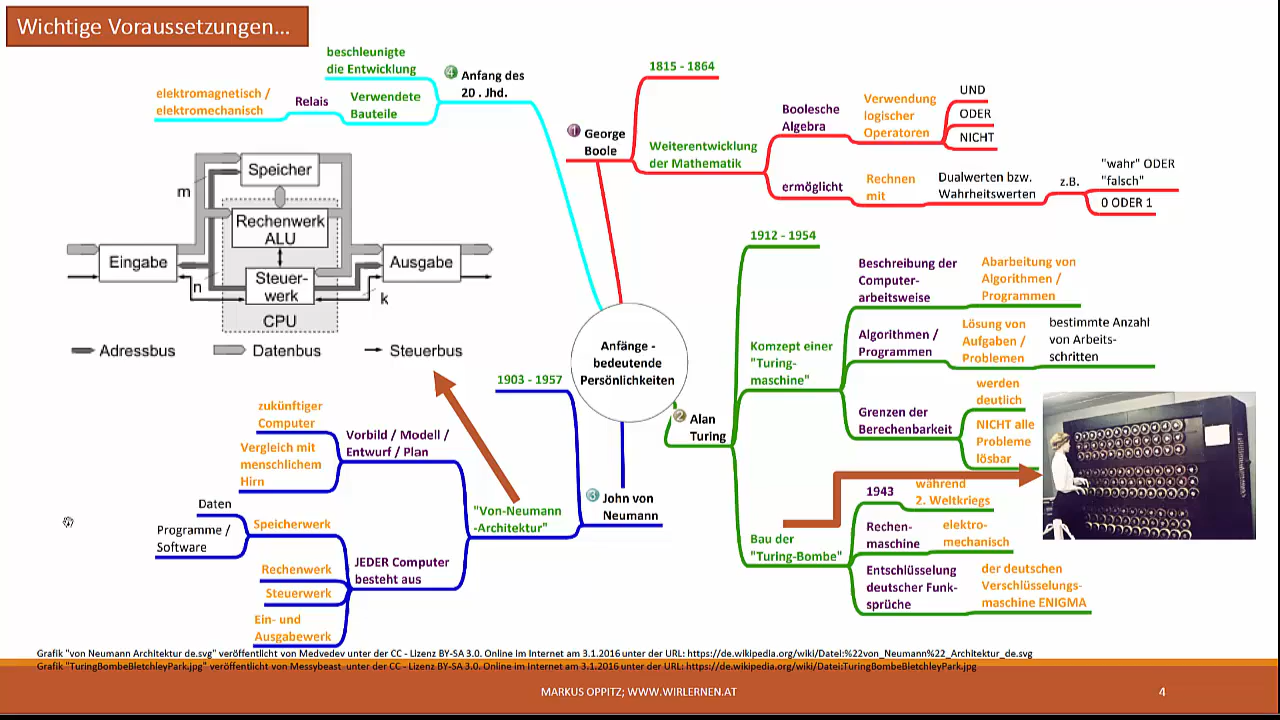 Wichtige Voraussetzungen...
beschleunigte
die Entwicklung
4 Anfang des
20 . Jhd.
elektromagnetisch /
elektromechanisch
Relais
Verwendete
Bauteile
1 George
Boole
1815 - 1864
Weiterentwicklung
der Mathematik
Boolesche
Algebra
Verwendung
logischer
Operatoren
UND
ODER
NICHT
ermöglicht
Rechnen
mit
Dualwerten bzw.
Wahrheitswerten
z.B.
"wahr" ODER
"falsch"
0 ODER 1
m
Speicher
Rechenwerk
ALU
Eingabe
Ausgabe
n
Steuer-
werk
k
CPU
Adressbus
Datenbus
Steuerbus
Anfänge -
bedeutende
Persönlichkeiten
2 Alan
Turing
1912 - 1954
Komzept einer
"Turing-
maschine"
Beschreibung der
Computer-
arbeitsweise
Abarbeitung von
Algorithmen /
Programmen
Algorithmen /
Programmen
Lösung von
Aufgaben /
Problemen
bestimmte Anzahl
von Arbeits-
schritten
Grenzen der
Berechenbarkeit
werden
deutlich
NICHT alle
Probleme
lösbar
Bau der
"Turing-Bombe"
1943
während
2. Weltkriegs
Rechen-
maschine
elektro-
mechanisch
Entschlüsselung
deutscher Funk-
sprüche
der deutschen
Verschlüsselungs-
maschine ENIGMA
3 John von
Neumann
1903 - 1957
"Von-Neumann
-Architektur"
Vorbild / Modell /
Entwurf / Plan
zukünftiger
Computer
Vergleich mit
menschlichem
Hirn
JEDER Computer
besteht aus
Speicherwerk
Daten
Programme /
Software
Rechenwerk
Steuerwerk
Ein- und
Ausgabewerk
Grafik "von Neumann Architektur de.svg" veröffentlicht von Medvedev unter der CC - Lizenz BY-SA 3.0. Online im Internet am 3.1.2016 unter der URL: https://de.wikipedia.org/wiki/Datei:%22von_Neumann%22_Architektur_de.svg
Grafik "TuringBombeBletchleyPark.jpg" veröffentlicht von Messybeast unter der CC - Lizenz BY-SA 3.0. Online im Internet am 3.1.2016 unter der URL: https://de.wikipedia.org/wiki/Datei:TuringBombeBletchleyPark.jpg
MARKUS OPPITZ; WWW.WIRLERNEN.AT
4